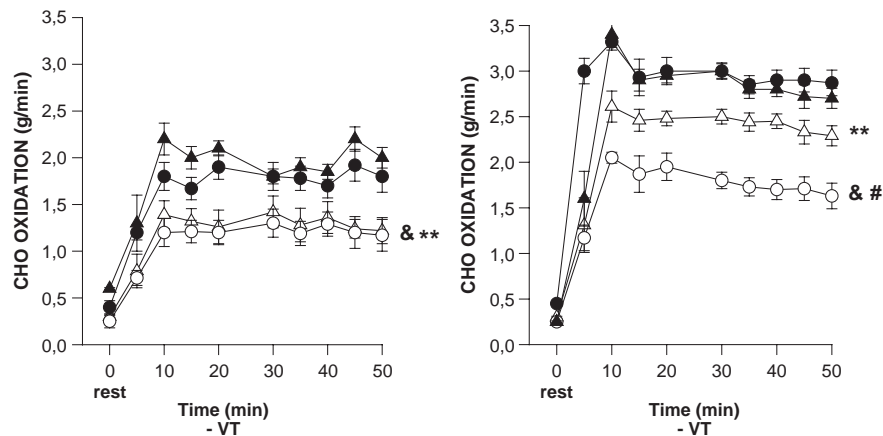 CHO OXIDATION (g/min)
3,5
3,0
2,5
2,0
1,5
1,0
0,5
0,0
& **
0 10 20 30 40 50
rest
Time (min)
- VT
CHO OXIDATION (g/min)
3,5
3,0
2,5
2,0
1,5
1,0
0,5
0,0
**
& #
0 10 20 30 40 50
rest
Time (min)
- VT